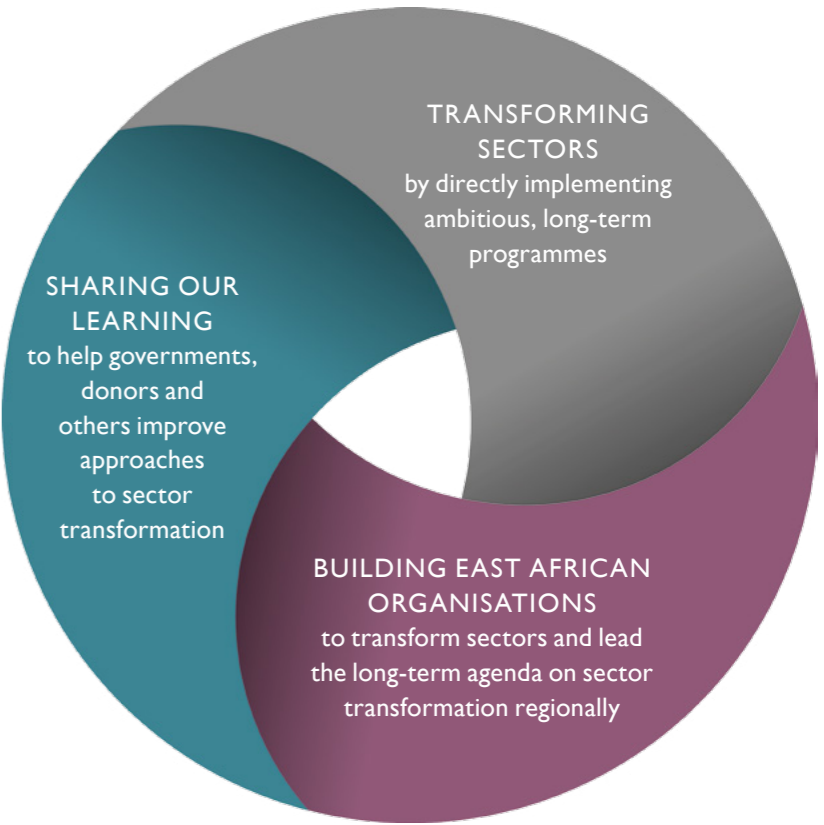 TRANSFORMING
SECTORS
by directly implementing
ambitious, long-term
programmes
SHARING OUR
LEARNING
to help governments,
donors and
others improve
approaches
to sector
transformation
BUILDING EAST AFRICAN
ORGANISATIONS
to transform sectors and lead
the long-term agenda on sector
transformation regionally